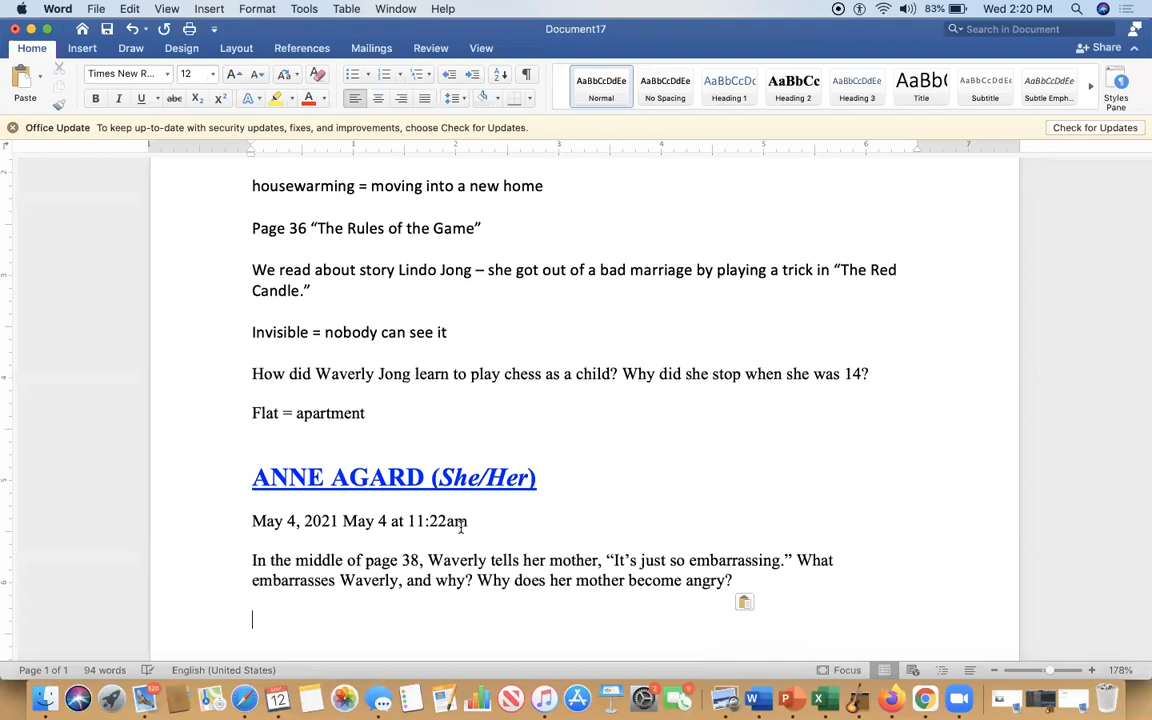 Word File Edit View Insert Format Tools Table Window Help 83% Wed 2:20 PM
Document17 Search in Document
Home Insert Draw Design Layout References Mailings Review View Share
Paste Times New R... 12 AaBbCcDdEe AaBbCcDdEe AaBbCcDc AaBbCc AaBbCcDdE AaBb( AaBbCcDdEe AaBbCcDdEe
Normal No Spacing Heading 1 Heading 2 Heading 3 Title Subtitle Subtle Emph... Styles Pane
Office Update To keep up-to-date with security updates, fixes, and improvements, choose Check for Updates. Check for Updates
1 1 2 3 4 5 6 7
housewarming = moving into a new home
Page 36 “The Rules of the Game”
We read about story Lindo Jong – she got out of a bad marriage by playing a trick in “The Red
Candle.”
Invisible = nobody can see it
How did Waverly Jong learn to play chess as a child? Why did she stop when she was 14?
Flat = apartment
ANNE AGARD (She/Her)
May 4, 2021 May 4 at 11:22am
In the middle of page 38, Waverly tells her mother, “It’s just so embarrassing.” What
embarrasses Waverly, and why? Why does her mother become angry?
Page 1 of 1 94 words English (United States) Focus 178%